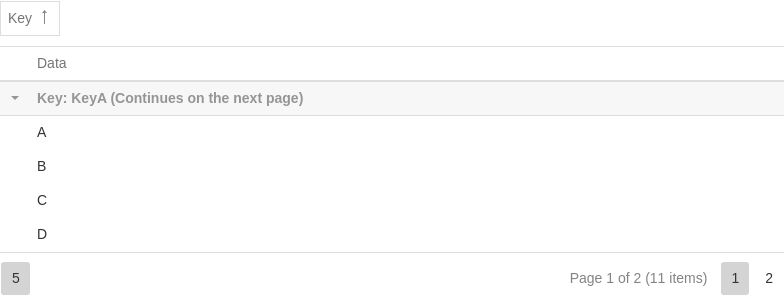 Key ↑
Data
Key: KeyA (Continues on the next page)
A
B
C
D
5 Page 1 of 2 (11 items) 1 2